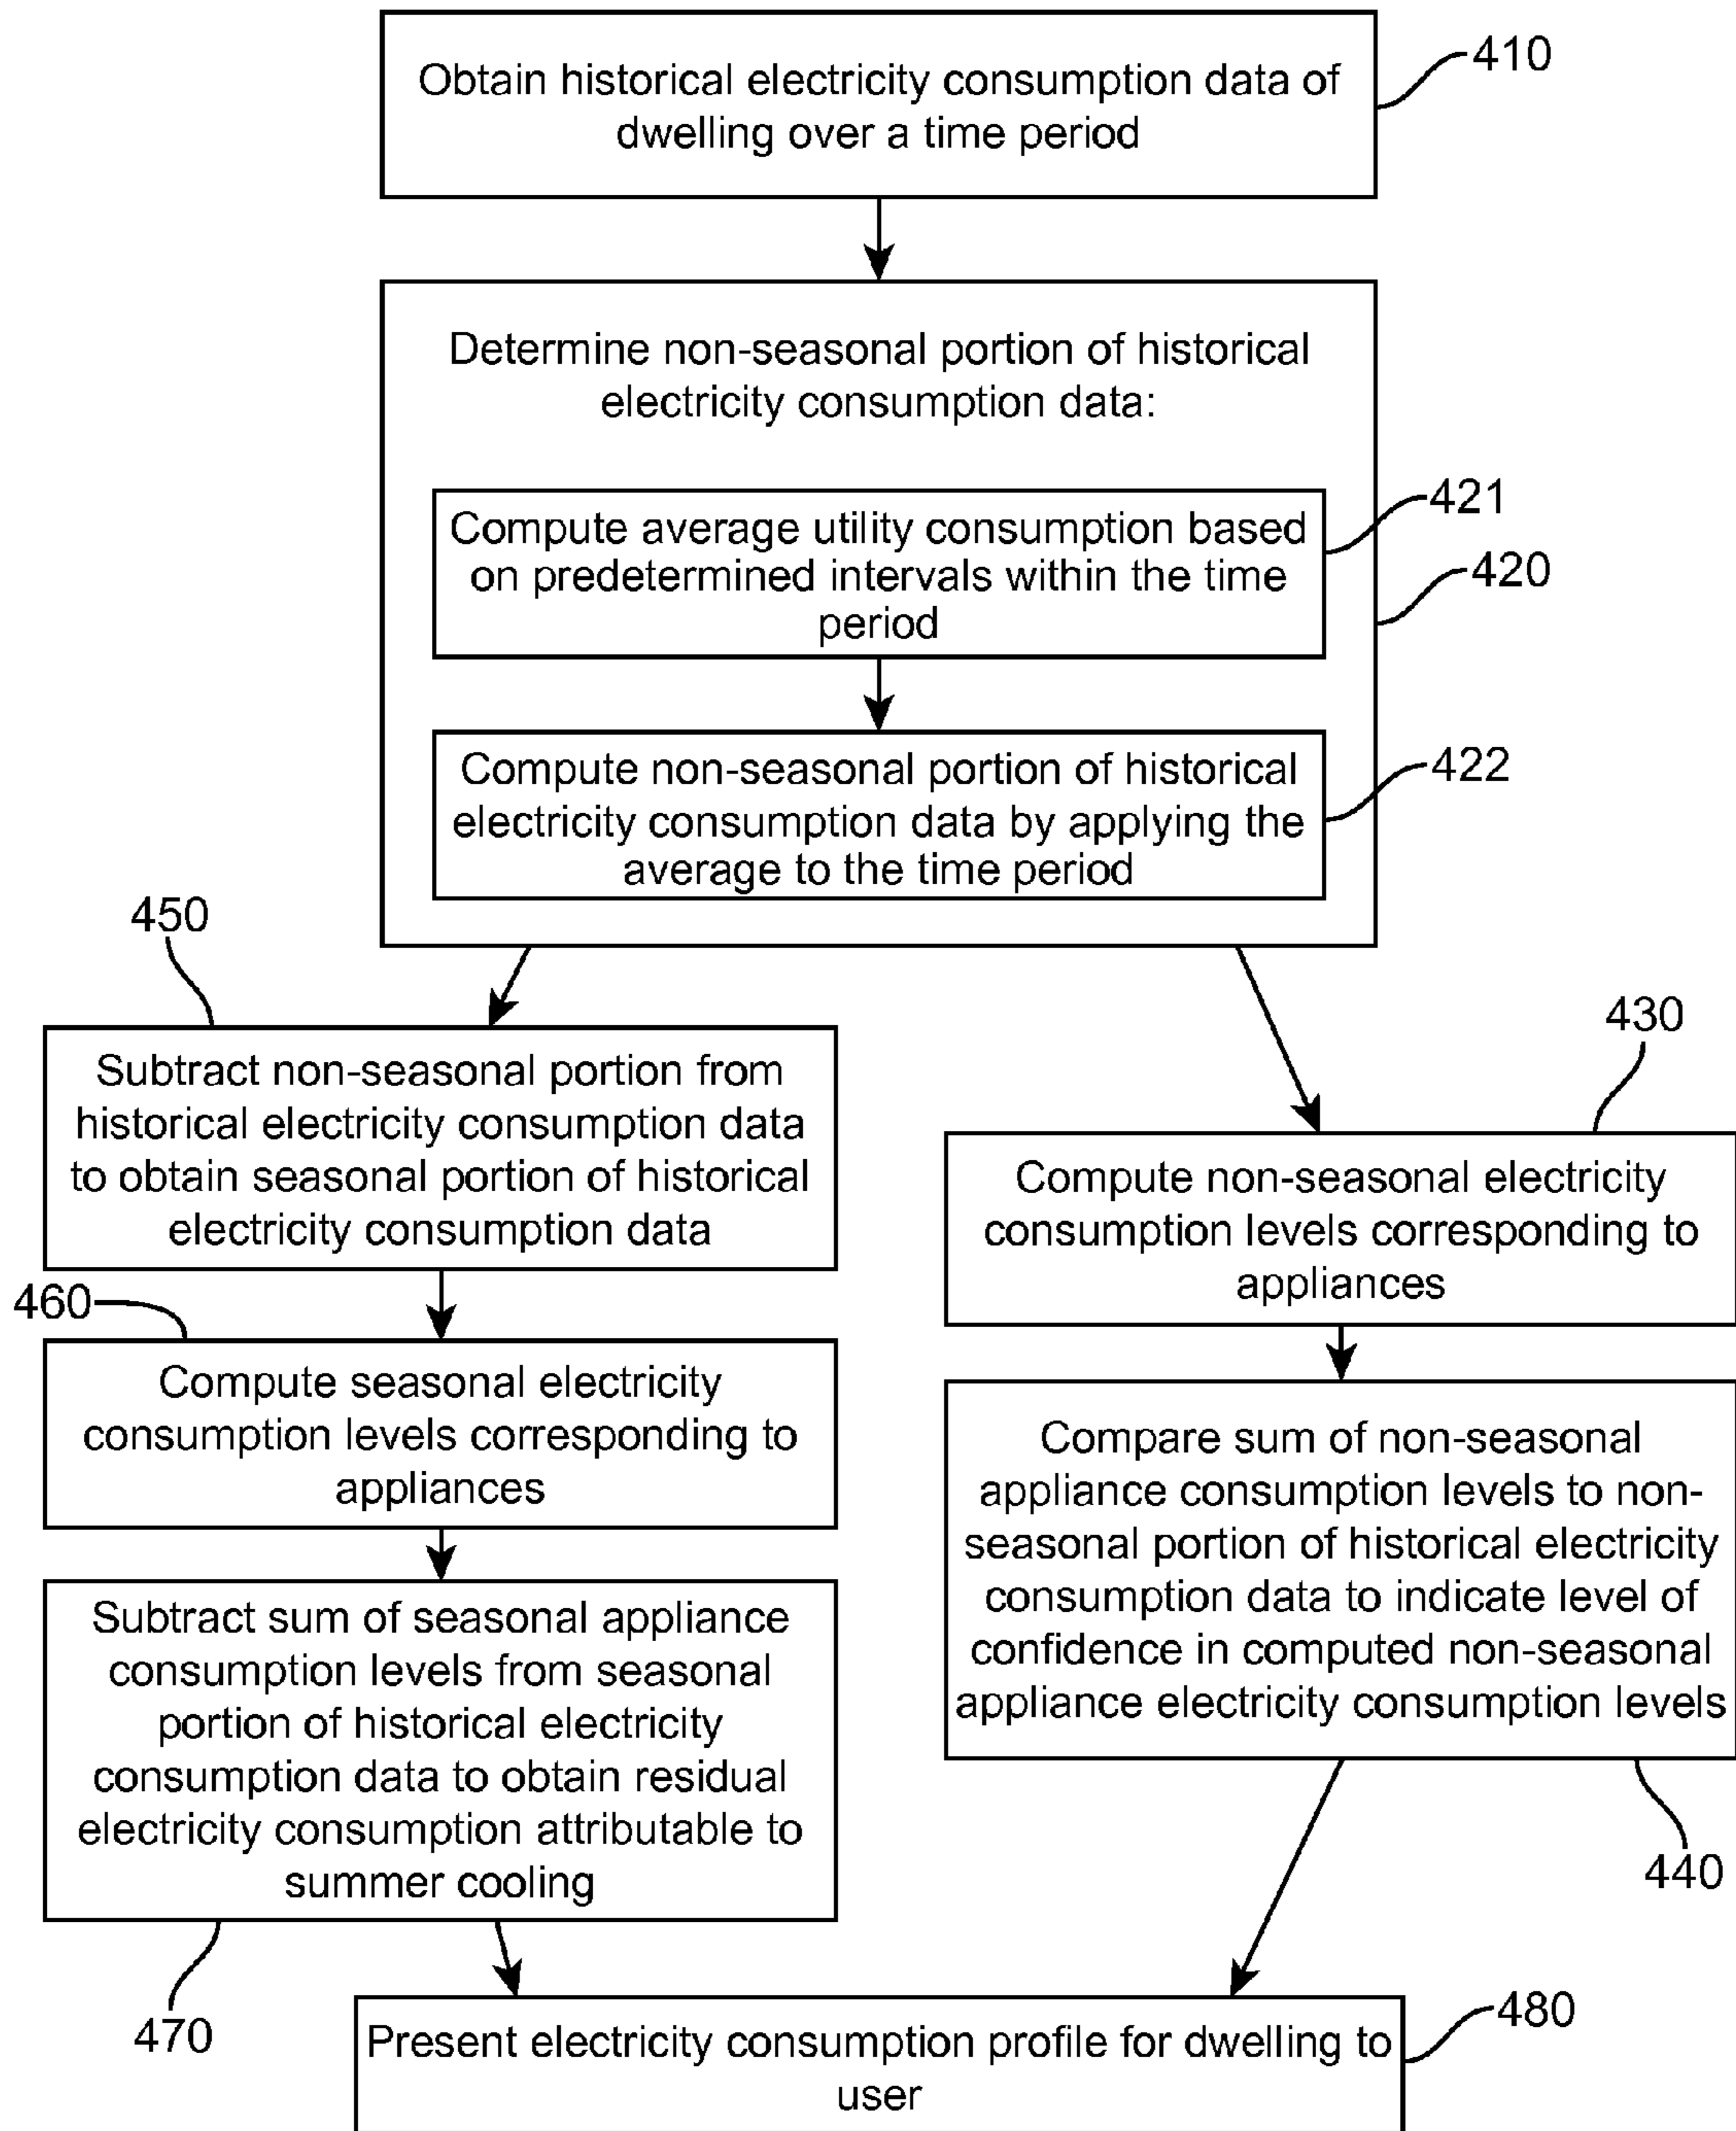 Obtain historical electricity consumption data of
dwelling over a time period
410
Determine non-seasonal portion of historical
electricity consumption data:
Compute average utility consumption based
on predetermined intervals within the time
period
421
420
Compute non-seasonal portion of historical
electricity consumption data by applying the
average to the time period
422
450
Subtract non-seasonal portion from
historical electricity consumption data
to obtain seasonal portion of historical
electricity consumption data
460
Compute seasonal electricity
consumption levels corresponding to
appliances
Subtract sum of seasonal appliance
consumption levels from seasonal
portion of historical electricity
consumption data to obtain residual
electricity consumption attributable to
summer cooling
470
430
Compute non-seasonal electricity
consumption levels corresponding to
appliances
Compare sum of non-seasonal
appliance consumption levels to non-
seasonal portion of historical electricity
consumption data to indicate level of
confidence in computed non-seasonal
appliance electricity consumption levels
440
Present electricity consumption profile for dwelling to
user
480